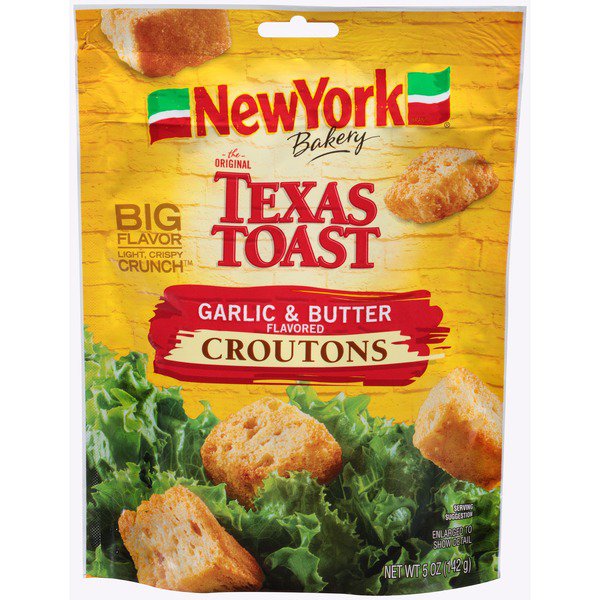 NewYork®
Bakery
the
ORIGINAL
TEXAS
TOAST
BIG
FLAVOR
LIGHT, CRISPY
CRUNCH™
GARLIC & BUTTER
FLAVORED
CROUTONS
SERVING
SUGGESTION
ENLARGED TO
SHOW DETAIL
NET WT 5 OZ (142 g)